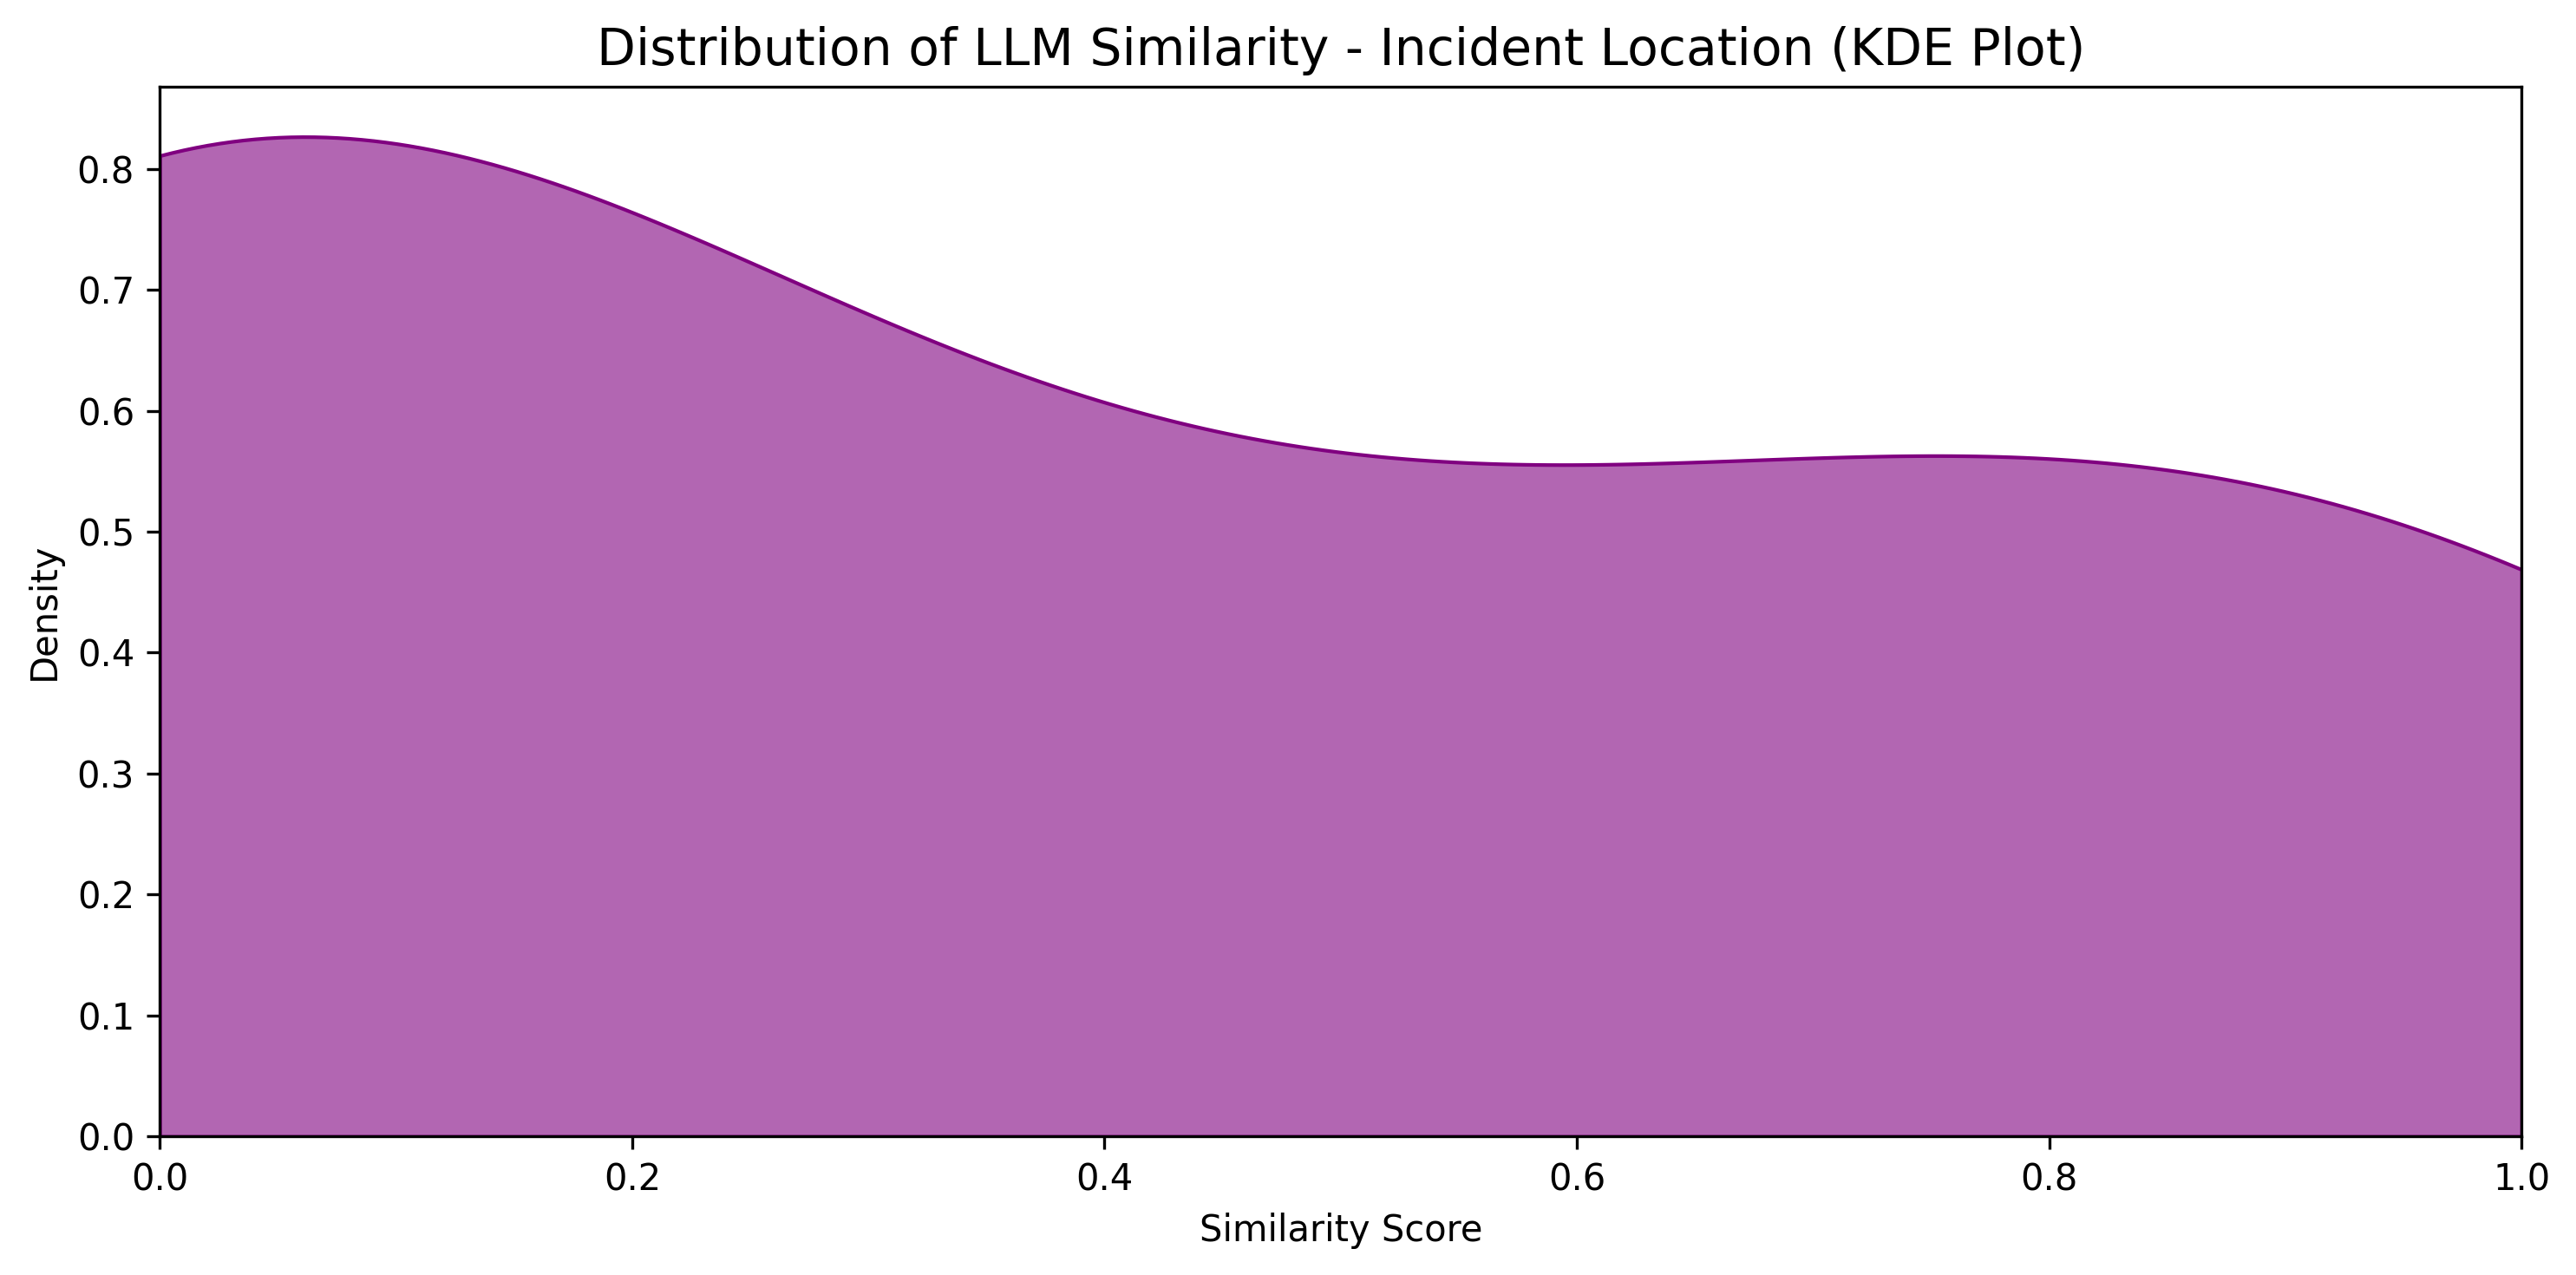 Distribution of LLM Similarity - Incident Location (KDE Plot)
0.8
0.7
0.6
0.5
0.4
0.3
0.2
0.1
0.0
Density
0.0 0.2 0.4 0.6 0.8 1.0
Similarity Score